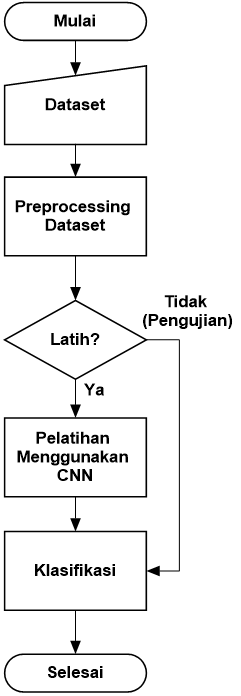 Mulai
Dataset
Preprocessing
Dataset
Latih?
Tidak
(Pengujian)
Ya
Pelatihan
Menggunakan
CNN
Klasifikasi
Selesai